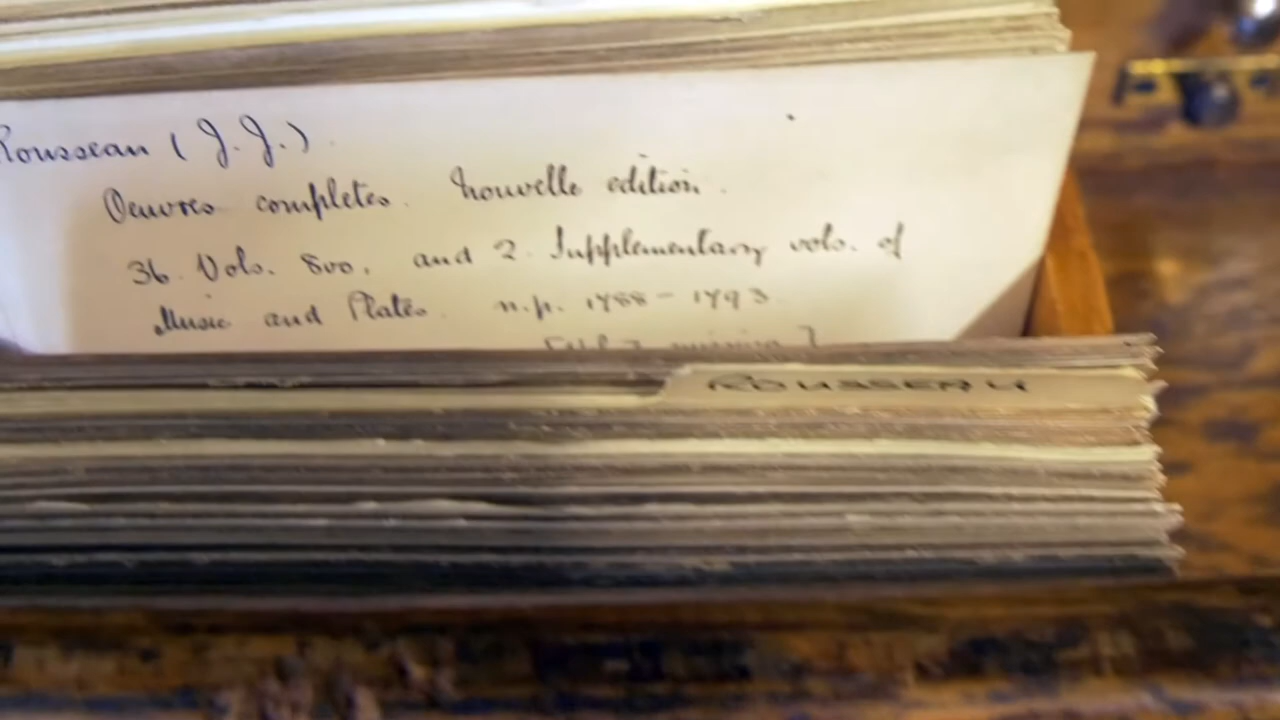 Rousseau (J.J.)
Oeuvres completes. Nouvelle edition.
36 Vols. 8vo. and 2 Supplementary vols. of
Music and Plates. n.p. 1788-1793
missing]
ROUSSEAU